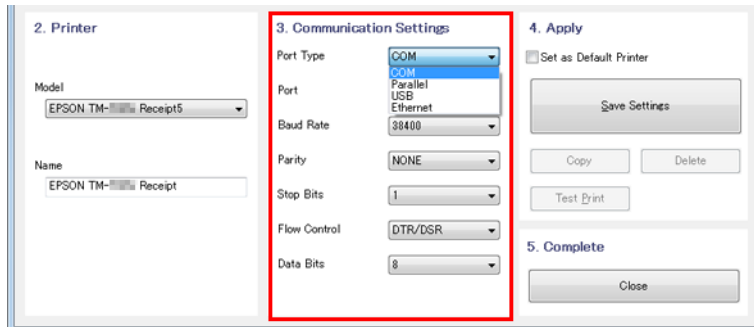 2. Printer
Model
EPSON TM- Receipt5
Name
EPSON TM- Receipt
3. Communication Settings
Port Type
COM
COM
Parallel
USB
Ethernet
Port
Baud Rate
38400
Parity
NONE
Stop Bits
1
Flow Control
DTR/DSR
Data Bits
8
4. Apply
Set as Default Printer
Save Settings
Copy
Delete
Test Print
5. Complete
Close